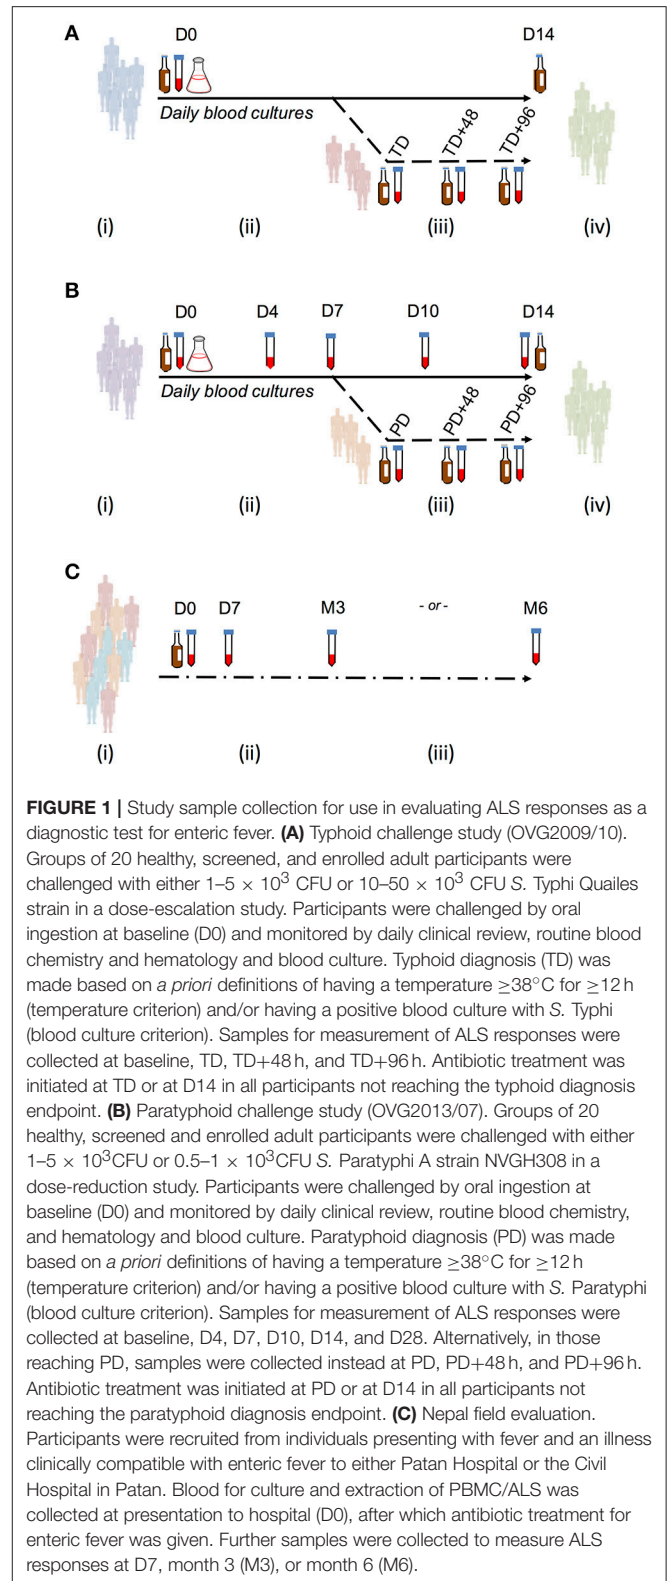 A
D0
D14
Daily blood cultures
TD
TD+48
TD+96
(i)
(ii)
(iii)
(iv)
B
D0
D4
D7
D10
D14
Daily blood cultures
PD
PD+48
PD+96
(i)
(ii)
(iii)
(iv)
C
D0
D7
M3
- or -
M6
(i)
(ii)
(iii)
FIGURE 1 | Study sample collection for use in evaluating ALS responses as a
diagnostic test for enteric fever. (A) Typhoid challenge study (OVG2009/10).
Groups of 20 healthy, screened, and enrolled adult participants were
challenged with either 1–5 × 10³ CFU or 10–50 × 10³ CFU S. Typhi Quailes
strain in a dose-escalation study. Participants were challenged by oral
ingestion at baseline (D0) and monitored by daily clinical review, routine blood
chemistry and hematology and blood culture. Typhoid diagnosis (TD) was
made based on a priori definitions of having a temperature ≥38°C for ≥12 h
(temperature criterion) and/or having a positive blood culture with S. Typhi
(blood culture criterion). Samples for measurement of ALS responses were
collected at baseline, TD, TD+48 h, and TD+96 h. Antibiotic treatment was
initiated at TD or at D14 in all participants not reaching the typhoid diagnosis
endpoint. (B) Paratyphoid challenge study (OVG2013/07). Groups of 20
healthy, screened and enrolled adult participants were challenged with either
1–5 × 10³CFU or 0.5–1 × 10³CFU S. Paratyphi A strain NVGH308 in a
dose-reduction study. Participants were challenged by oral ingestion at
baseline (D0) and monitored by daily clinical review, routine blood chemistry,
and hematology and blood culture. Paratyphoid diagnosis (PD) was made
based on a priori definitions of having a temperature ≥38°C for ≥12 h
(temperature criterion) and/or having a positive blood culture with S. Paratyphi
(blood culture criterion). Samples for measurement of ALS responses were
collected at baseline, D4, D7, D10, D14, and D28. Alternatively, in those
reaching PD, samples were collected instead at PD, PD+48 h, and PD+96 h.
Antibiotic treatment was initiated at PD or at D14 in all participants not
reaching the paratyphoid diagnosis endpoint. (C) Nepal field evaluation.
Participants were recruited from individuals presenting with fever and an illness
clinically compatible with enteric fever to either Patan Hospital or the Civil
Hospital in Patan. Blood for culture and extraction of PBMC/ALS was
collected at presentation to hospital (D0), after which antibiotic treatment for
enteric fever was given. Further samples were collected to measure ALS
responses at D7, month 3 (M3), or month 6 (M6).